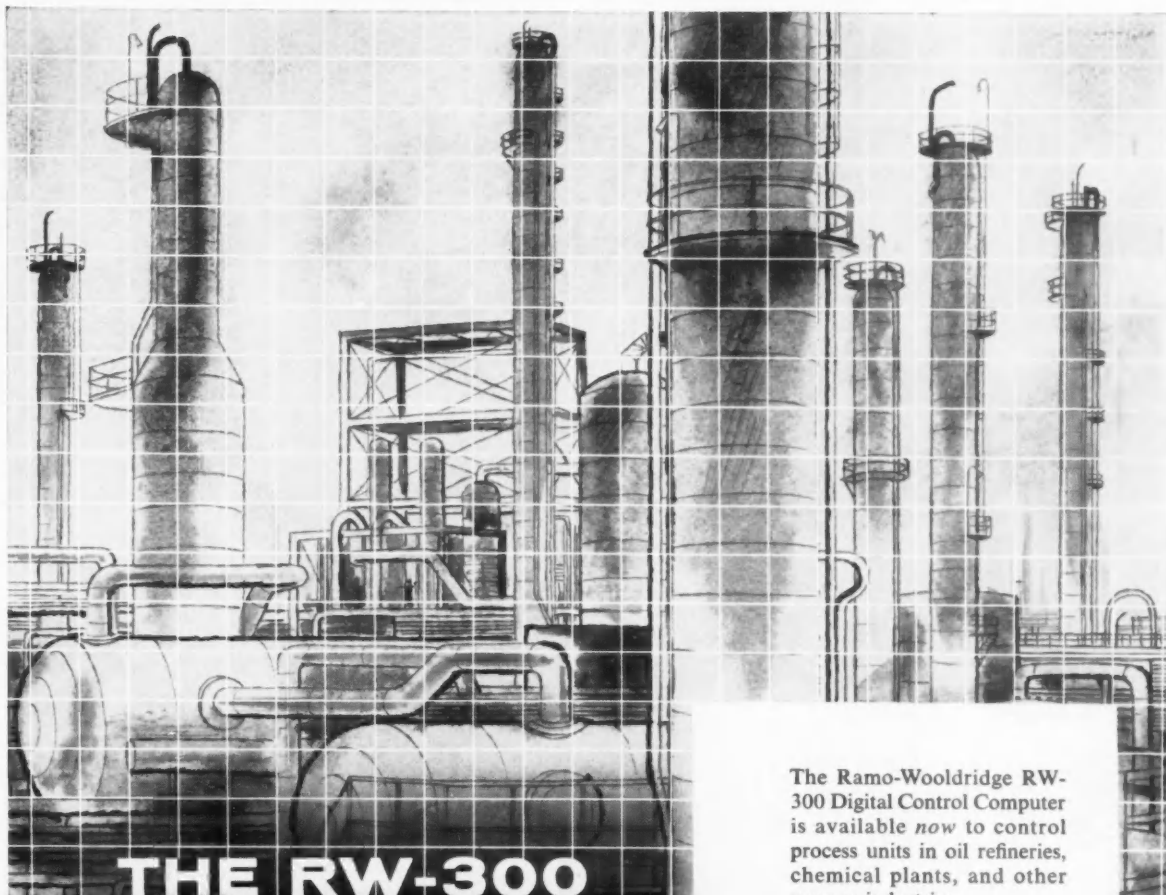 THE RW-300
The Ramo-Wooldridge RW-
300 Digital Control Computer
is available now to control
process units in oil refineries,
chemical plants, and other